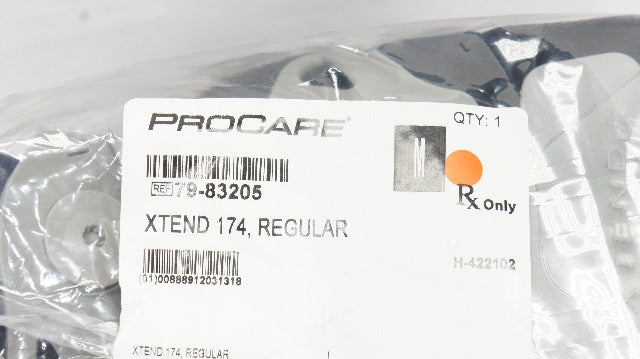 PROCARE®
QTY: 1
M
REF 79-83205
Rx Only
XTEND 174, REGULAR
H-422102
(01)00888912031318
XTEND 174, REGULAR